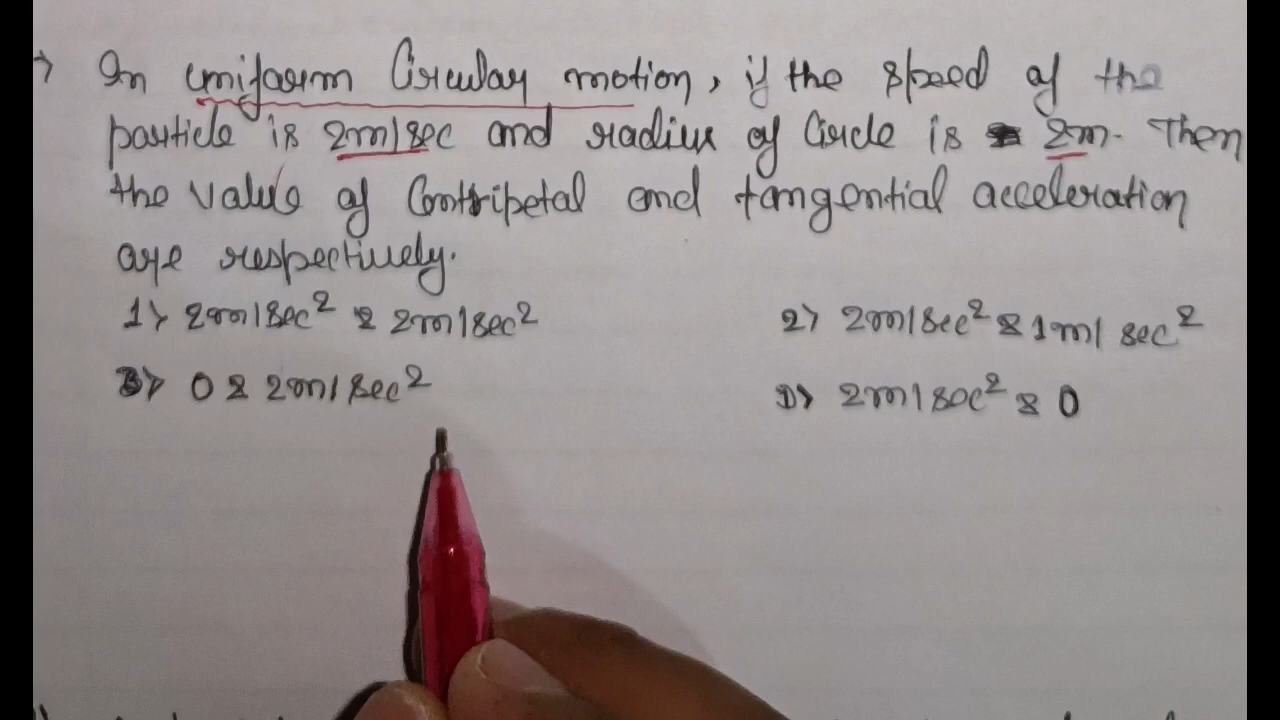 → In uniform Circular motion, if the speed of the
particle is 2m/sec and radius of Circle is 2m. Then
the value of Centripetal and tangential acceleration
are respectively.
1> 2m/sec² & 2m/sec²
2> 2m/sec² & 1m/sec²
3> 0 & 2m/sec²
D> 2m/sec² & 0